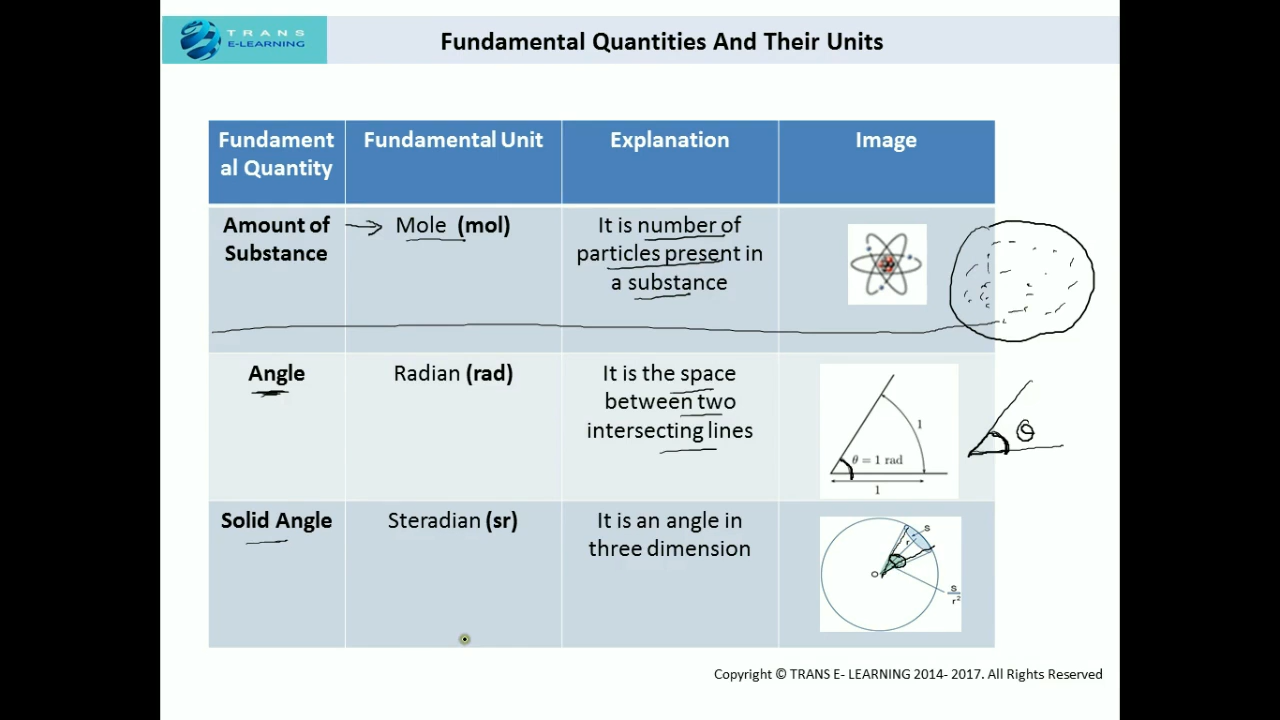 TRANS
E-LEARNING
Fundamental Quantities And Their Units
Fundament
al Quantity
Fundamental Unit
Explanation
Image
Amount of
Substance
Mole (mol)
It is number of
particles present in
a substance
Angle
Radian (rad)
It is the space
between two
intersecting lines
1
θ = 1 rad
1
θ
Solid Angle
Steradian (sr)
It is an angle in
three dimension
S
r
O
S
r²
Copyright © TRANS E- LEARNING 2014- 2017. All Rights Reserved